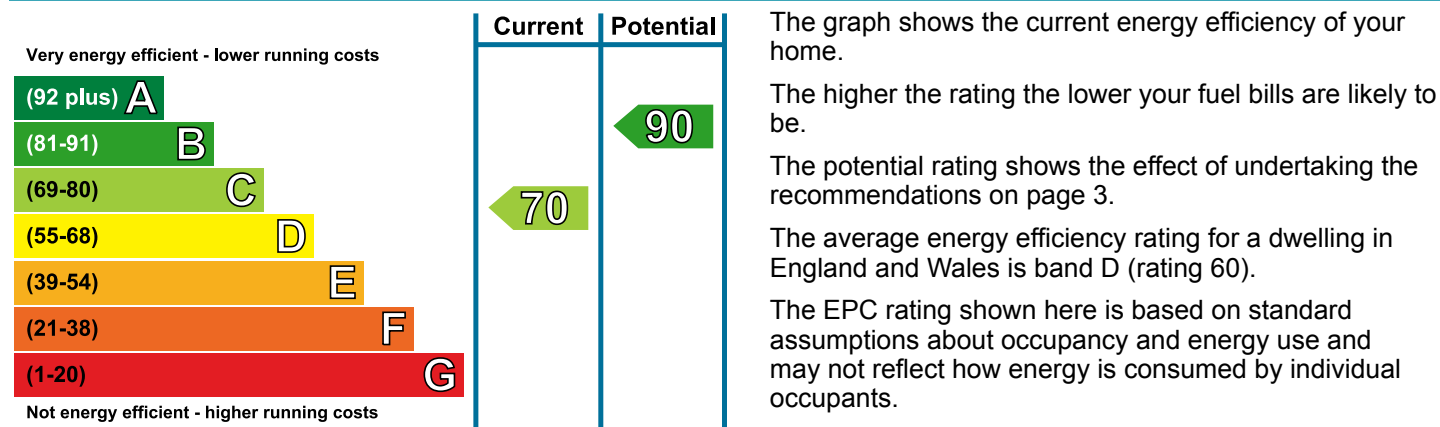 Current Potential
Very energy efficient - lower running costs
(92 plus) A
(81-91) B
90
(69-80) C
70
(55-68) D
(39-54) E
(21-38) F
(1-20) G
Not energy efficient - higher running costs
The graph shows the current energy efficiency of your
home.
The higher the rating the lower your fuel bills are likely to
be.
The potential rating shows the effect of undertaking the
recommendations on page 3.
The average energy efficiency rating for a dwelling in
England and Wales is band D (rating 60).
The EPC rating shown here is based on standard
assumptions about occupancy and energy use and
may not reflect how energy is consumed by individual
occupants.